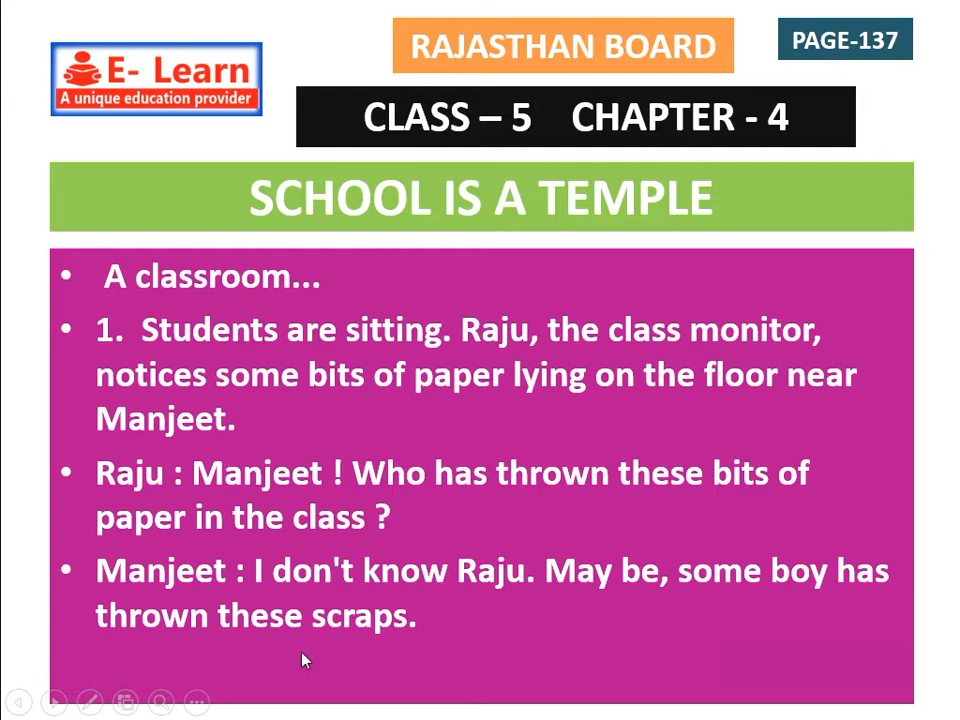 RAJASTHAN BOARD
PAGE-137
E- Learn
A unique education provider
CLASS – 5 CHAPTER - 4
SCHOOL IS A TEMPLE
• A classroom...
• 1. Students are sitting. Raju, the class monitor,
notices some bits of paper lying on the floor near
Manjeet.
• Raju : Manjeet ! Who has thrown these bits of
paper in the class ?
• Manjeet : I don't know Raju. May be, some boy has
thrown these scraps.